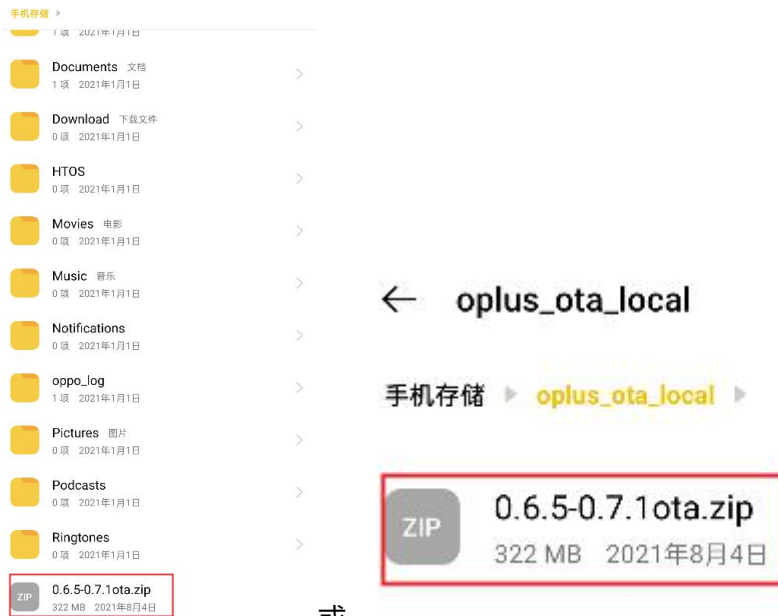 手机存储
1 项 2021年1月1日
Documents 文档
1 项 2021年1月1日
Download 下载文件
0 项 2021年1月1日
HTOS
0 项 2021年1月1日
Movies 电影
0 项 2021年1月1日
Music 音乐
0 项 2021年1月1日
Notifications
0 项 2021年1月1日
oppo_log
1 项 2021年1月1日
Pictures 图片
0 项 2021年1月1日
Podcasts
0 项 2021年1月1日
Ringtones
0 项 2021年1月1日
ZIP
0.6.5-0.7.1ota.zip
322 MB 2021年8月4日
或
oplus_ota_local
手机存储 oplus_ota_local
ZIP
0.6.5-0.7.1ota.zip
322 MB 2021年8月4日